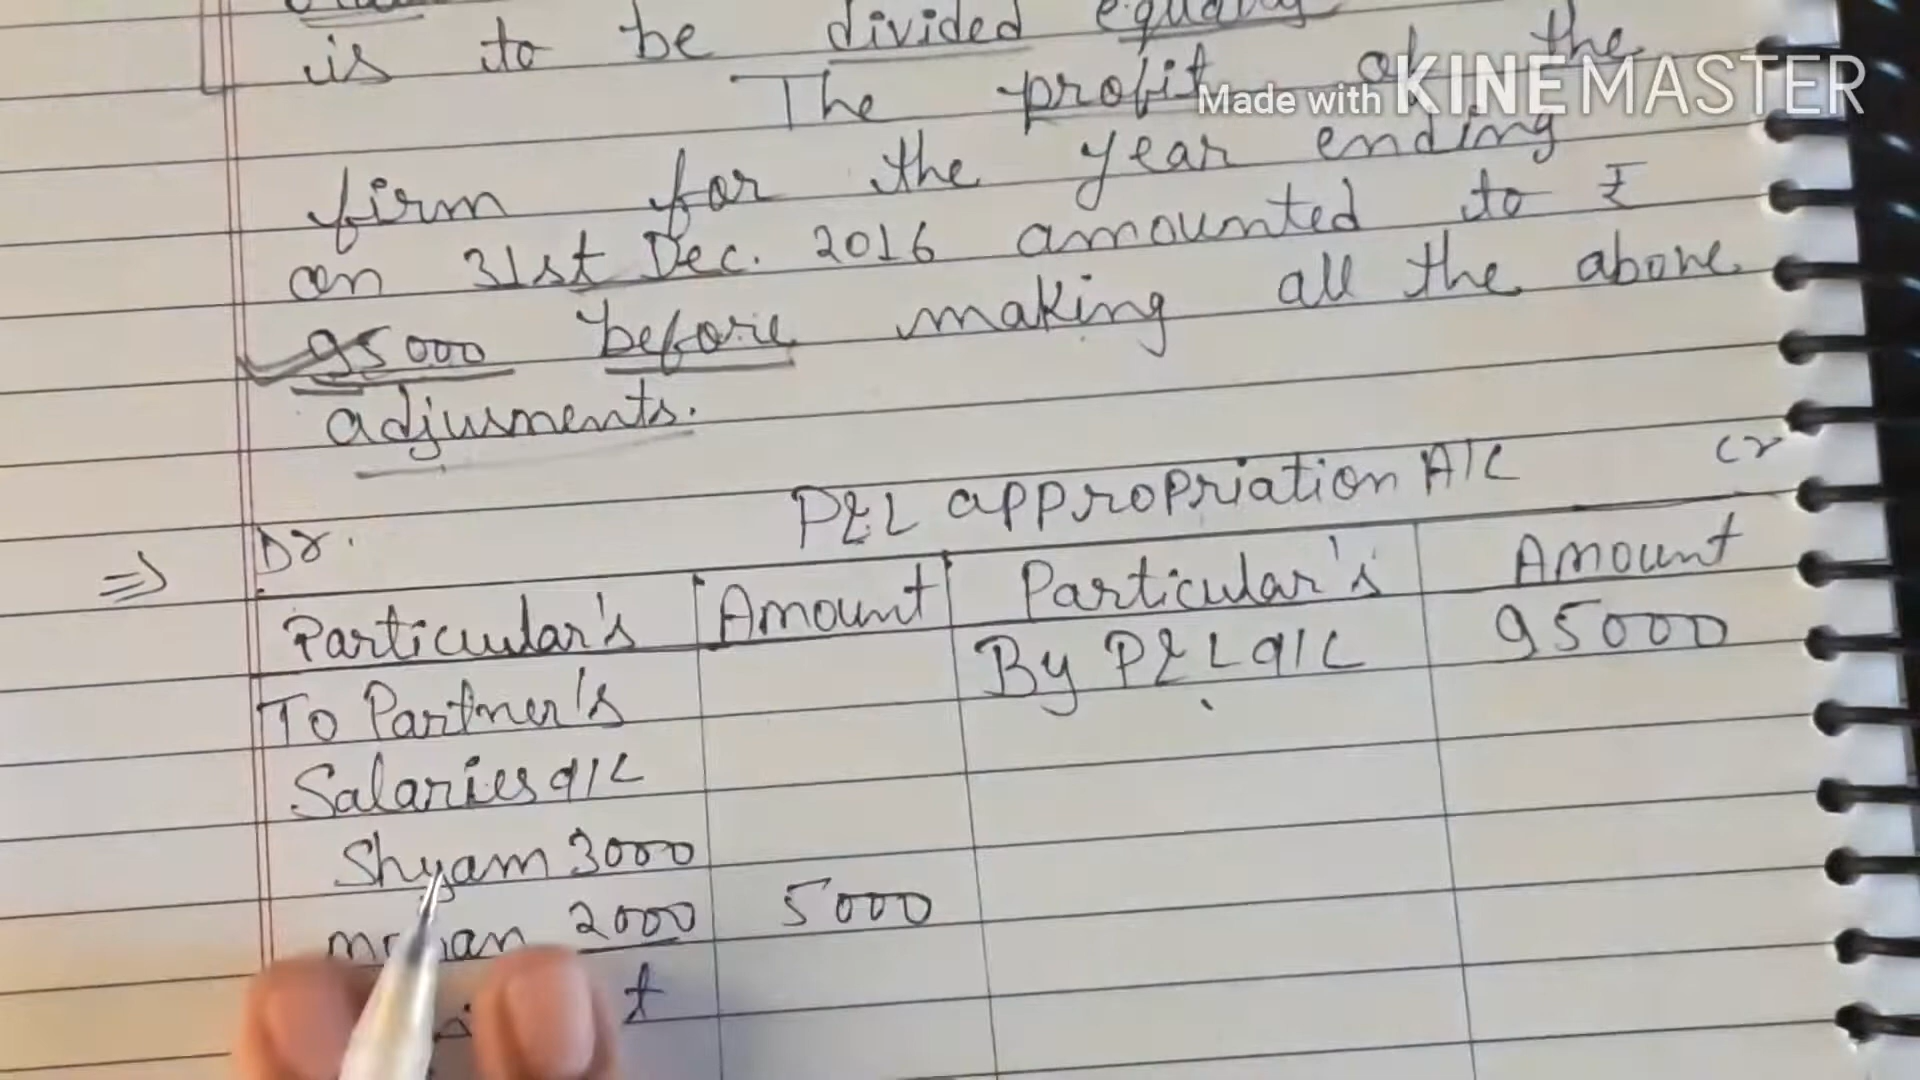 is to be divided equally
The profit of the
Made with KINEMASTER
firm for the year ending
on 31st Dec. 2016 amounted to ₹
95000 before making all the above
adjusments.
P&L appropriation A/C Cr
Dr.
Particular's Amount Particular's Amount
To Partner's By P&L a/c 95000
Salaries a/c
Shyam 3000
2000 5000
t